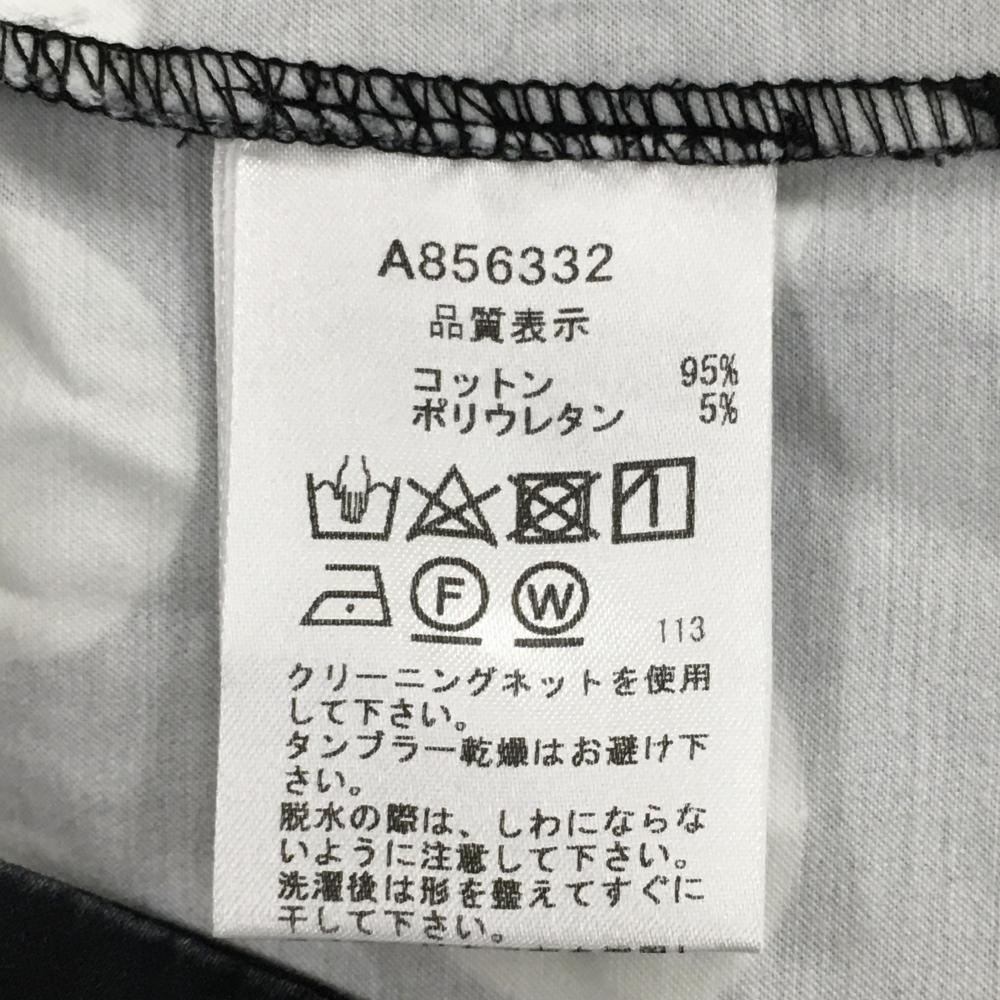 A856332
品質表示
コットン 95%
ポリウレタン 5%
F W
113
クリーニングネットを使用
して下さい。
タンブラー乾燥はお避け下
さい。
脱水の際は、しわにならな
いように注意して下さい。
洗濯後は形を整えてすぐに
干して下さい。